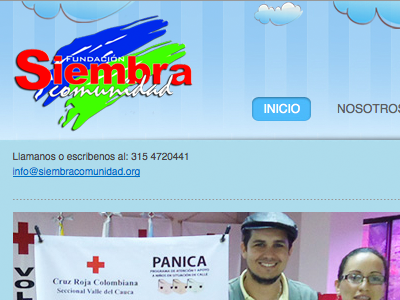 FUNDACIÓN
Siembra
comunidad
INICIO NOSOTROS
Llamanos o escribenos al: 315 4720441
info@siembracomunidad.org
PANICA
Cruz Roja Colombiana
Seccional Valle del Cauca
PROGRAMA DE ATENCIÓN Y APOYO
A NIÑOS EN SITUACIÓN DE CALLE
VOL